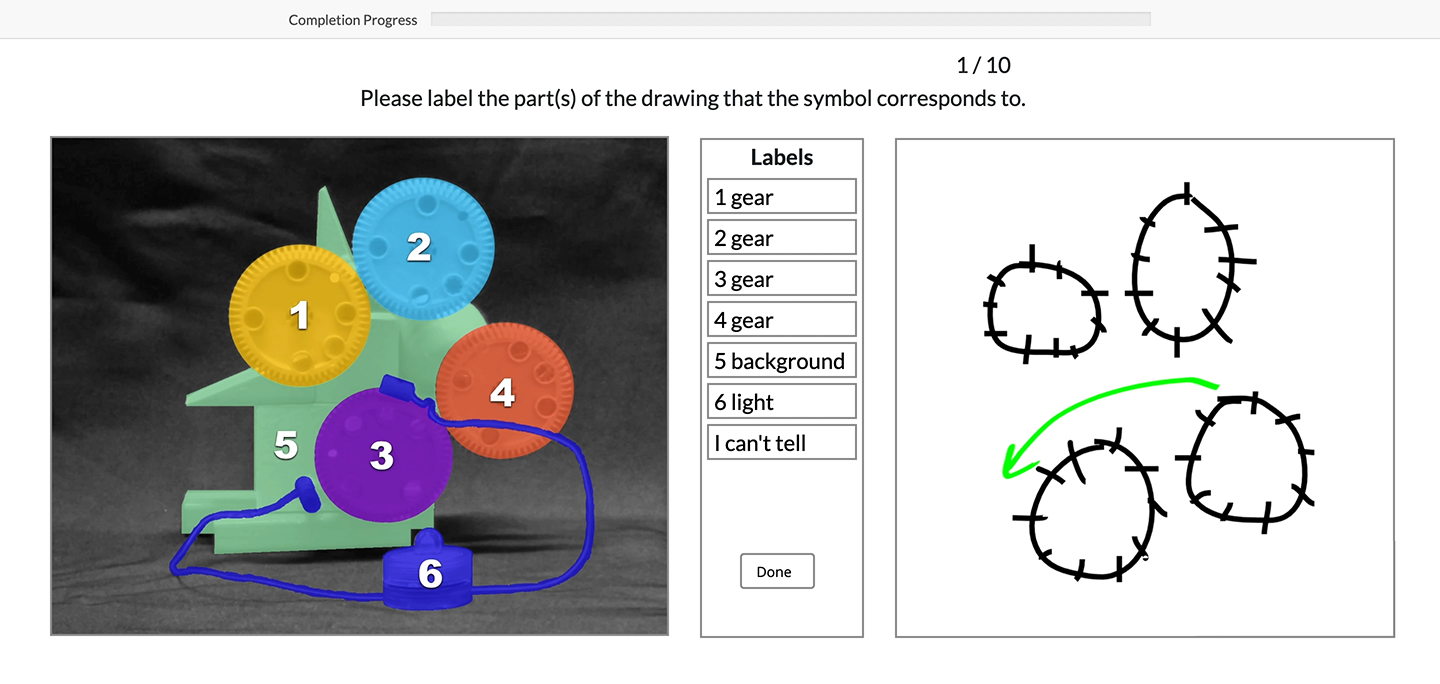 Completion Progress
1 / 10
Please label the part(s) of the drawing that the symbol corresponds to.
Labels
1 gear
2 gear
3 gear
4 gear
5 background
6 light
I can't tell
Done
1
2
3
4
5
6